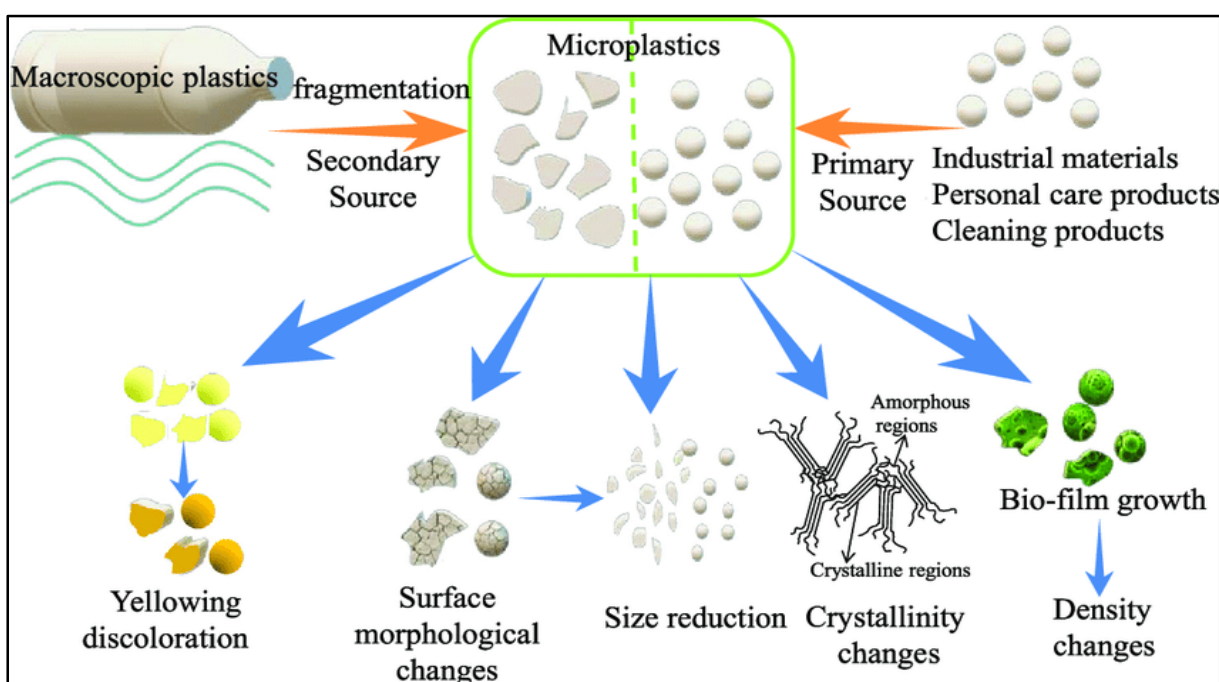 Microplastics
Macroscopic plastics
fragmentation
Secondary
Source
Primary
Source
Industrial materials
Personal care products
Cleaning products
Amorphous
regions
Crystalline regions
Bio-film growth
Yellowing
discoloration
Surface
morphological
changes
Size reduction
Crystallinity
changes
Density
changes